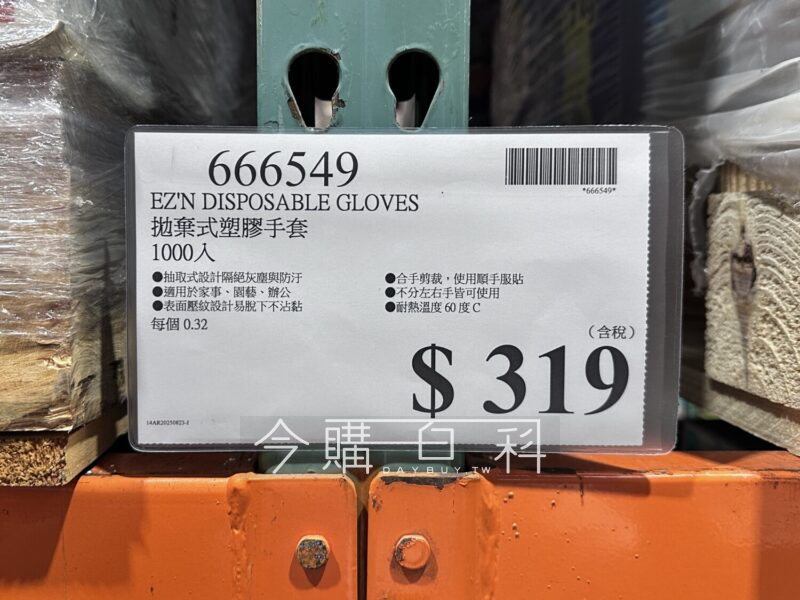 666549
*666549*
EZ'N DISPOSABLE GLOVES
拋棄式塑膠手套
1000入
●抽取式設計隔絕灰塵與防汙
●適用於家事、園藝、辦公
●表面壓紋設計易脫下不沾黏
每個 0.32
●合手剪裁，使用順手服貼
●不分左右手皆可使用
●耐熱溫度 60 度 C
（含稅）
$ 319
14AR20250823-I
今購百科
DAYBUY.TW